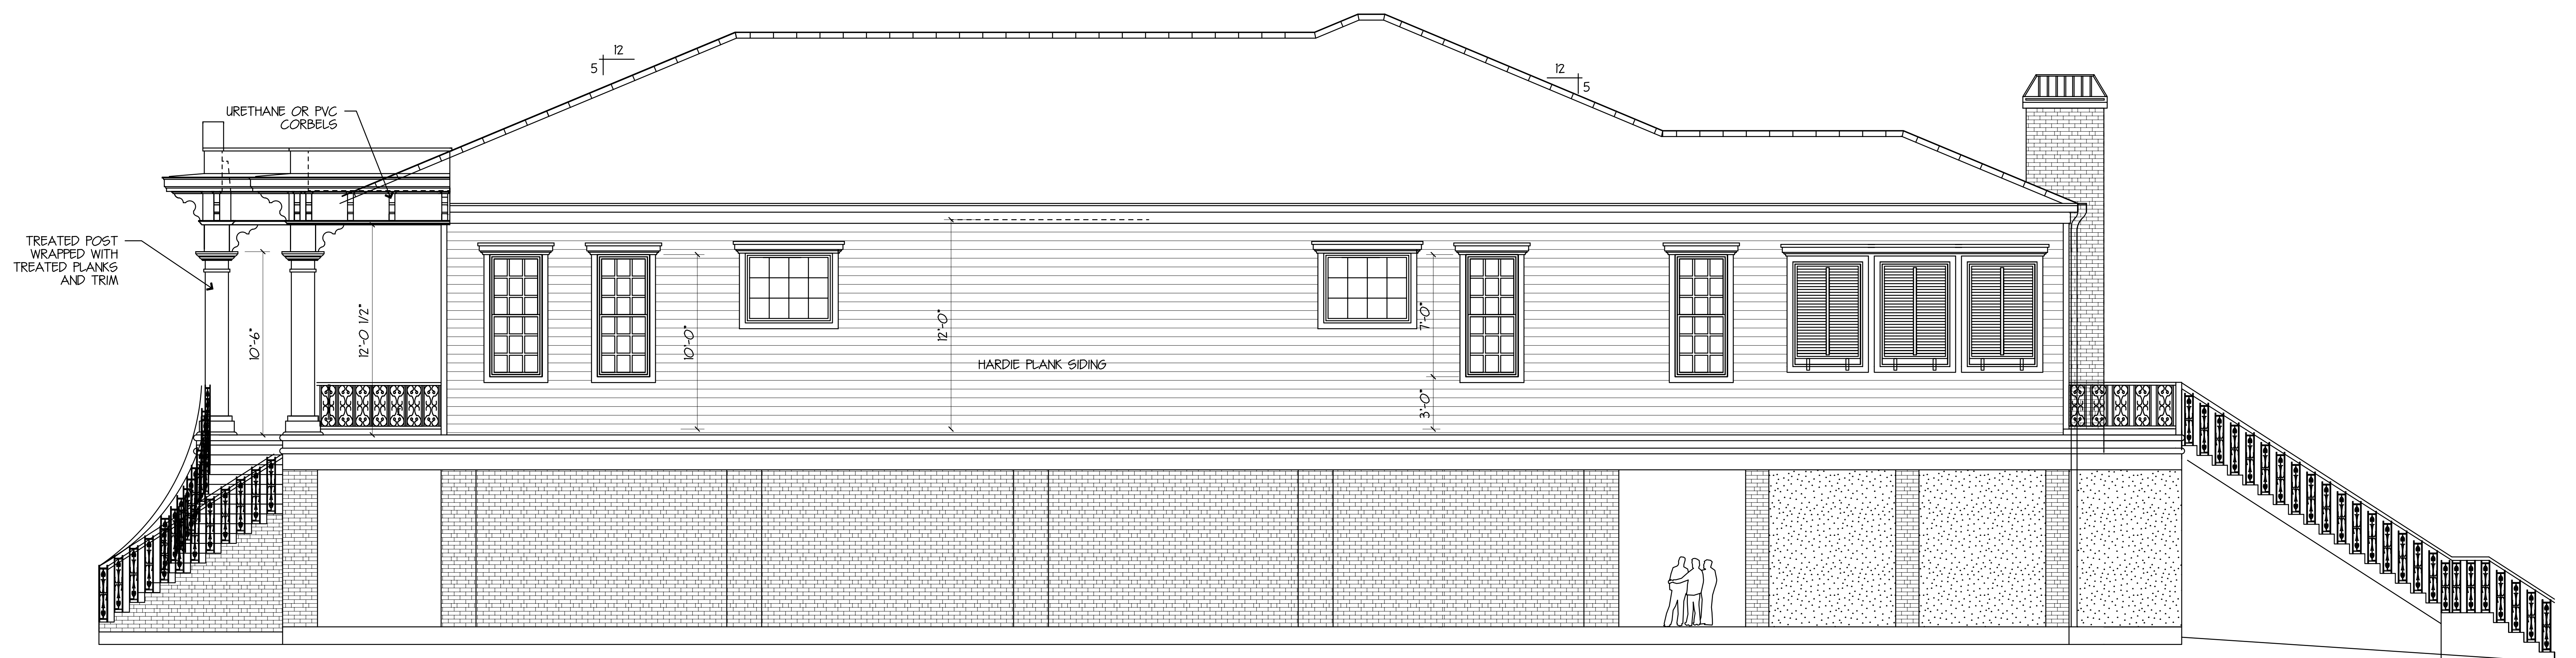 12
5
12
5
URETHANE OR PVC
CORBELS
TREATED POST
WRAPPED WITH
TREATED PLANKS
AND TRIM
10'-6"
12'-0 1/2"
10'-0"
12'-0"
7'-0"
3'-0"
HARDIE PLANK SIDING